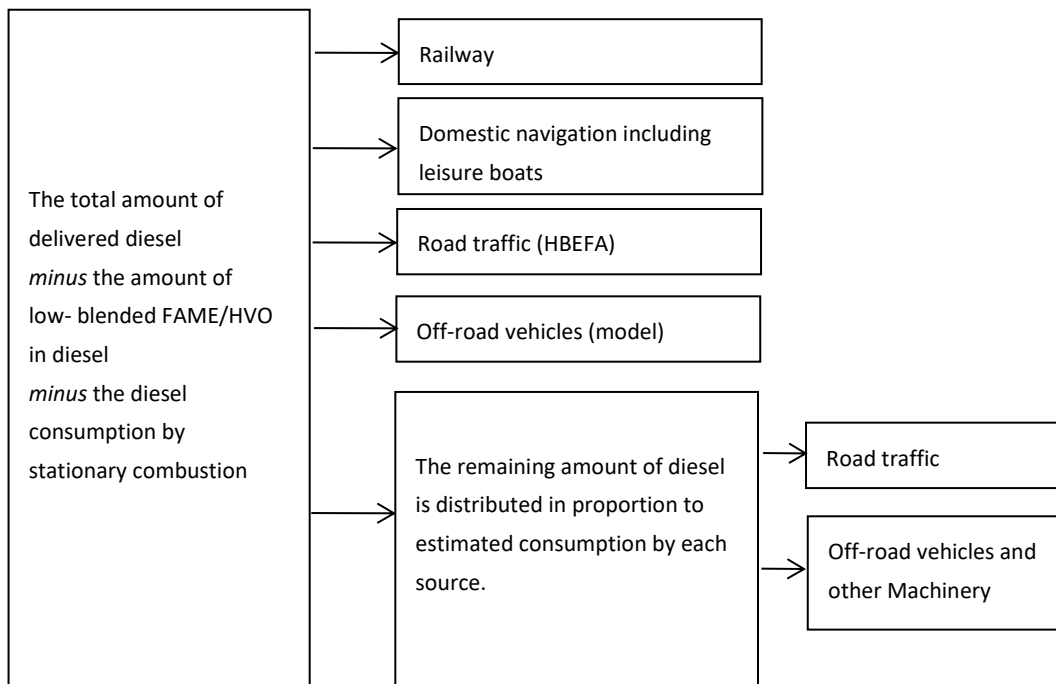 The total amount of
delivered diesel
minus the amount of
low- blended FAME/HVO
in diesel
minus the diesel
consumption by
stationary combustion
Railway
Domestic navigation including
leisure boats
Road traffic (HBEFA)
Off-road vehicles (model)
The remaining amount of diesel
is distributed in proportion to
estimated consumption by each
source.
Road traffic
Off-road vehicles and
other Machinery